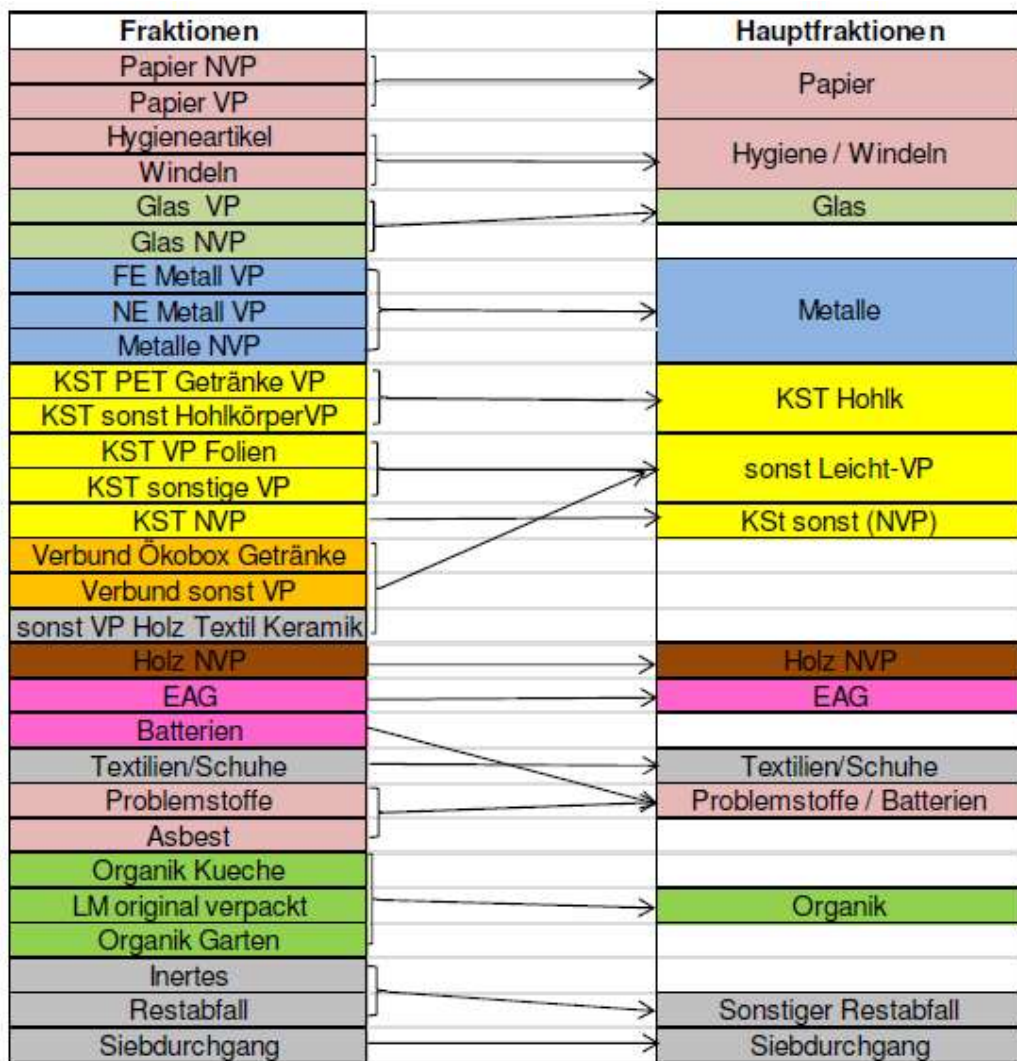 Fraktionen
Hauptfraktionen
Papier NVP
Papier VP
Papier
Hygieneartikel
Windeln
Hygiene / Windeln
Glas VP
Glas
Glas NVP
FE Metall VP
NE Metall VP
Metalle
Metalle NVP
KST PET Getränke VP
KST sonst HohlkörperVP
KST Hohlk
KST VP Folien
KST sonstige VP
sonst Leicht-VP
KST NVP
KSt sonst (NVP)
Verbund Ökobox Getränke
Verbund sonst VP
sonst VP Holz Textil Keramik
Holz NVP
Holz NVP
EAG
EAG
Batterien
Textilien/Schuhe
Textilien/Schuhe
Problemstoffe
Problemstoffe / Batterien
Asbest
Organik Kueche
LM original verpackt
Organik
Organik Garten
Inertes
Restabfall
Sonstiger Restabfall
Siebdurchgang
Siebdurchgang